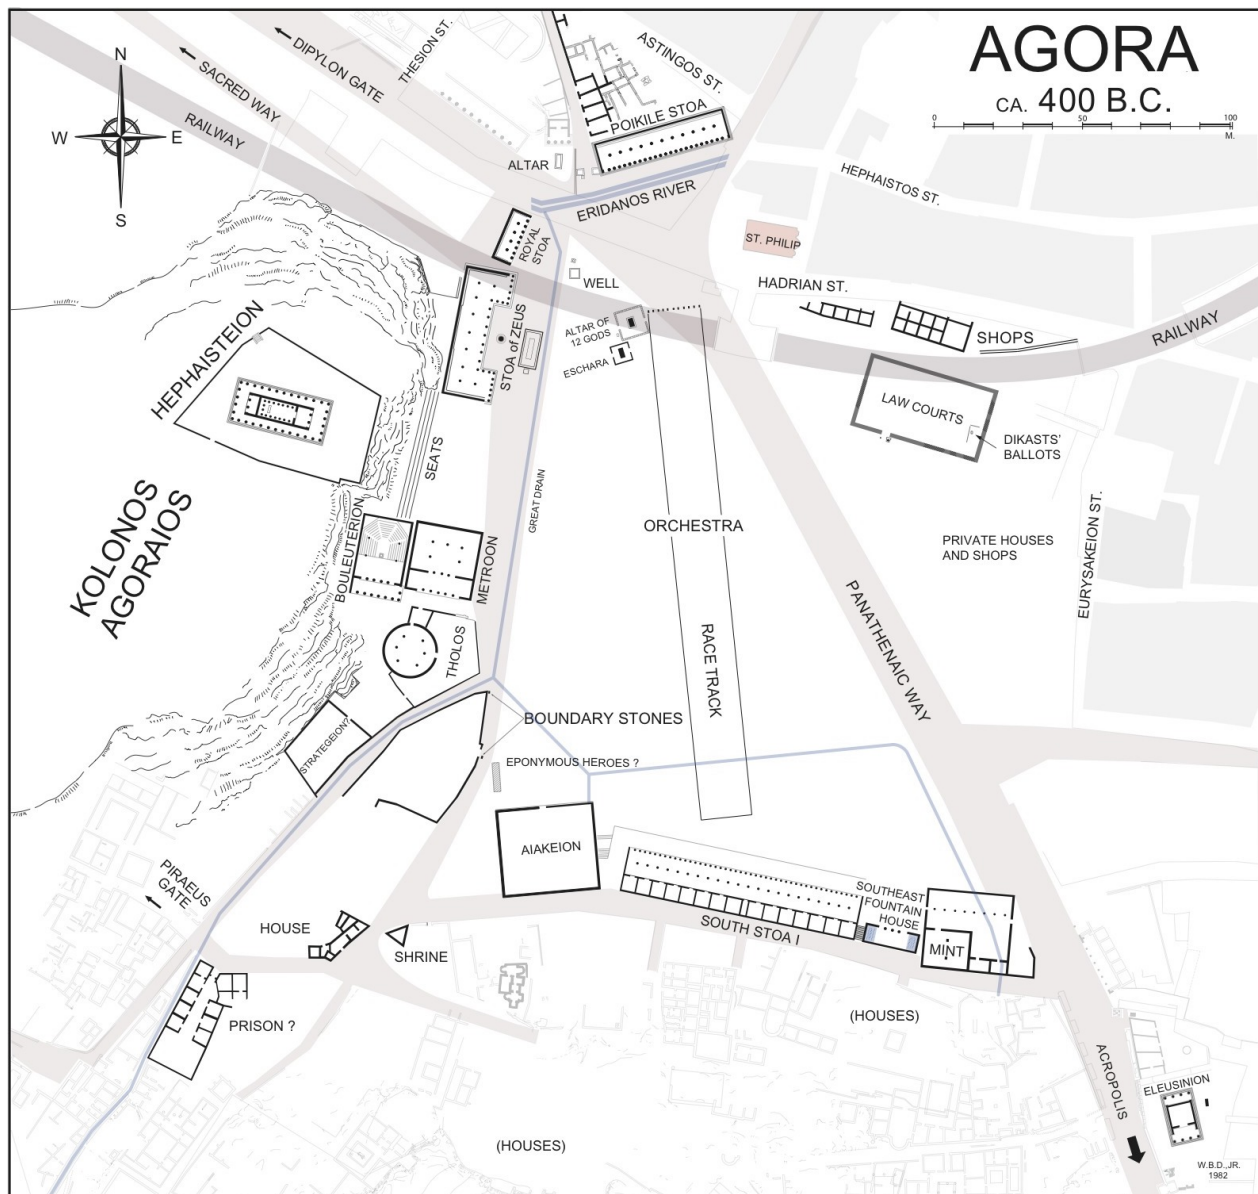 AGORA
CA. 400 B.C.
0 50 100
M.
N
W E
S
DIPYLON GATE
SACRED WAY
RAILWAY
THESION ST.
ASTINGOS ST.
POIKILE STOA
ALTAR
ERIDANOS RIVER
HEPHAISTOS ST.
ROYAL
STOA
ST. PHILIP
WELL
HADRIAN ST.
STOA of ZEUS
ALTAR OF
12 GODS
ESCHARA
SHOPS
RAILWAY
HEPHAISTEION
LAW COURTS
DIKASTS'
BALLOTS
SEATS
GREAT DRAIN
KOLONOS
AGORAIOS
BOULEUTERION
METROON
ORCHESTRA
PRIVATE HOUSES
AND SHOPS
EURYSAKEION ST.
PANATHENAIC WAY
THOLOS
RACE TRACK
BOUNDARY STONES
STRATEGEION?
EPONYMOUS HEROES ?
AIAKEION
PIRAEUS
GATE
SOUTHEAST
FOUNTAIN
HOUSE
HOUSE
SOUTH STOA I
MINT
SHRINE
PRISON ?
(HOUSES)
ACROPOLIS
ELEUSINION
(HOUSES)
W.B.D.,JR.
1982